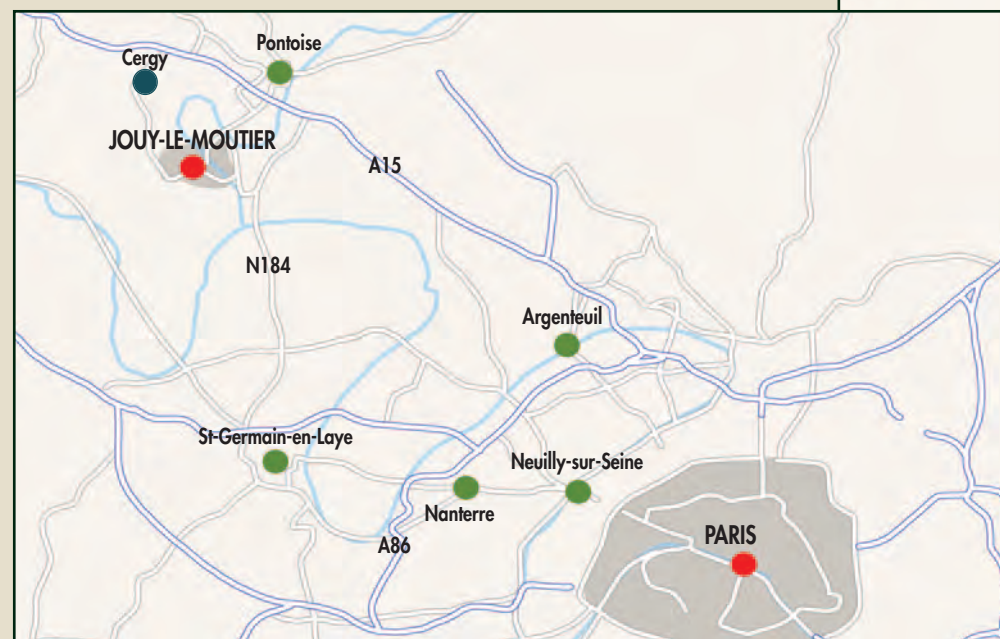 Pontoise
Cergy
JOUY-LE-MOUTIER
A15
N184
Argenteuil
St-Germain-en-Laye
Neuilly-sur-Seine
Nanterre
PARIS
A86